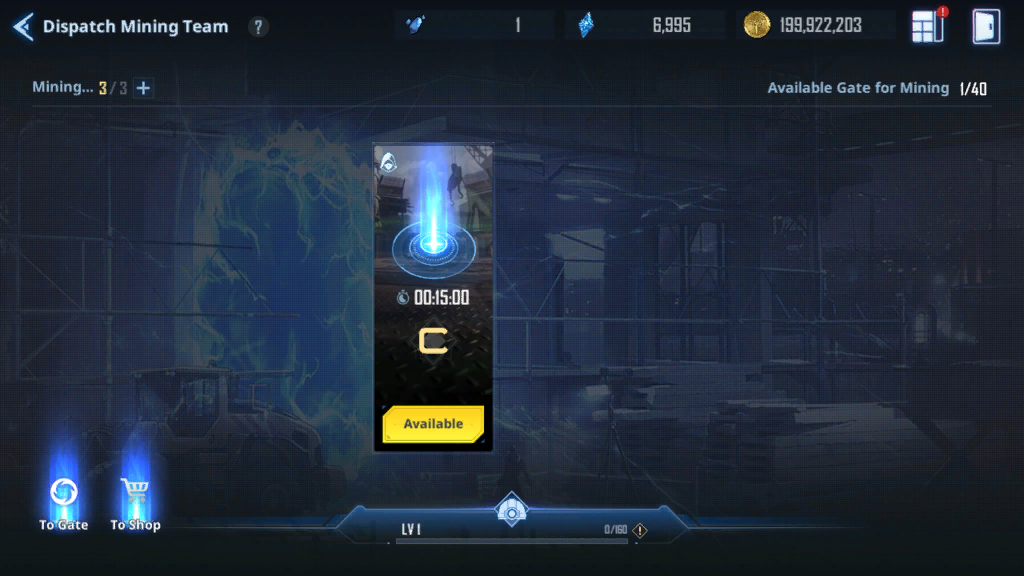 Dispatch Mining Team ? 1 6,995 199,922,203 !
Mining... 3 / 3 + Available Gate for Mining 1/40
00:15:00
C
Available
To Gate To Shop
LV 1 0/160 !